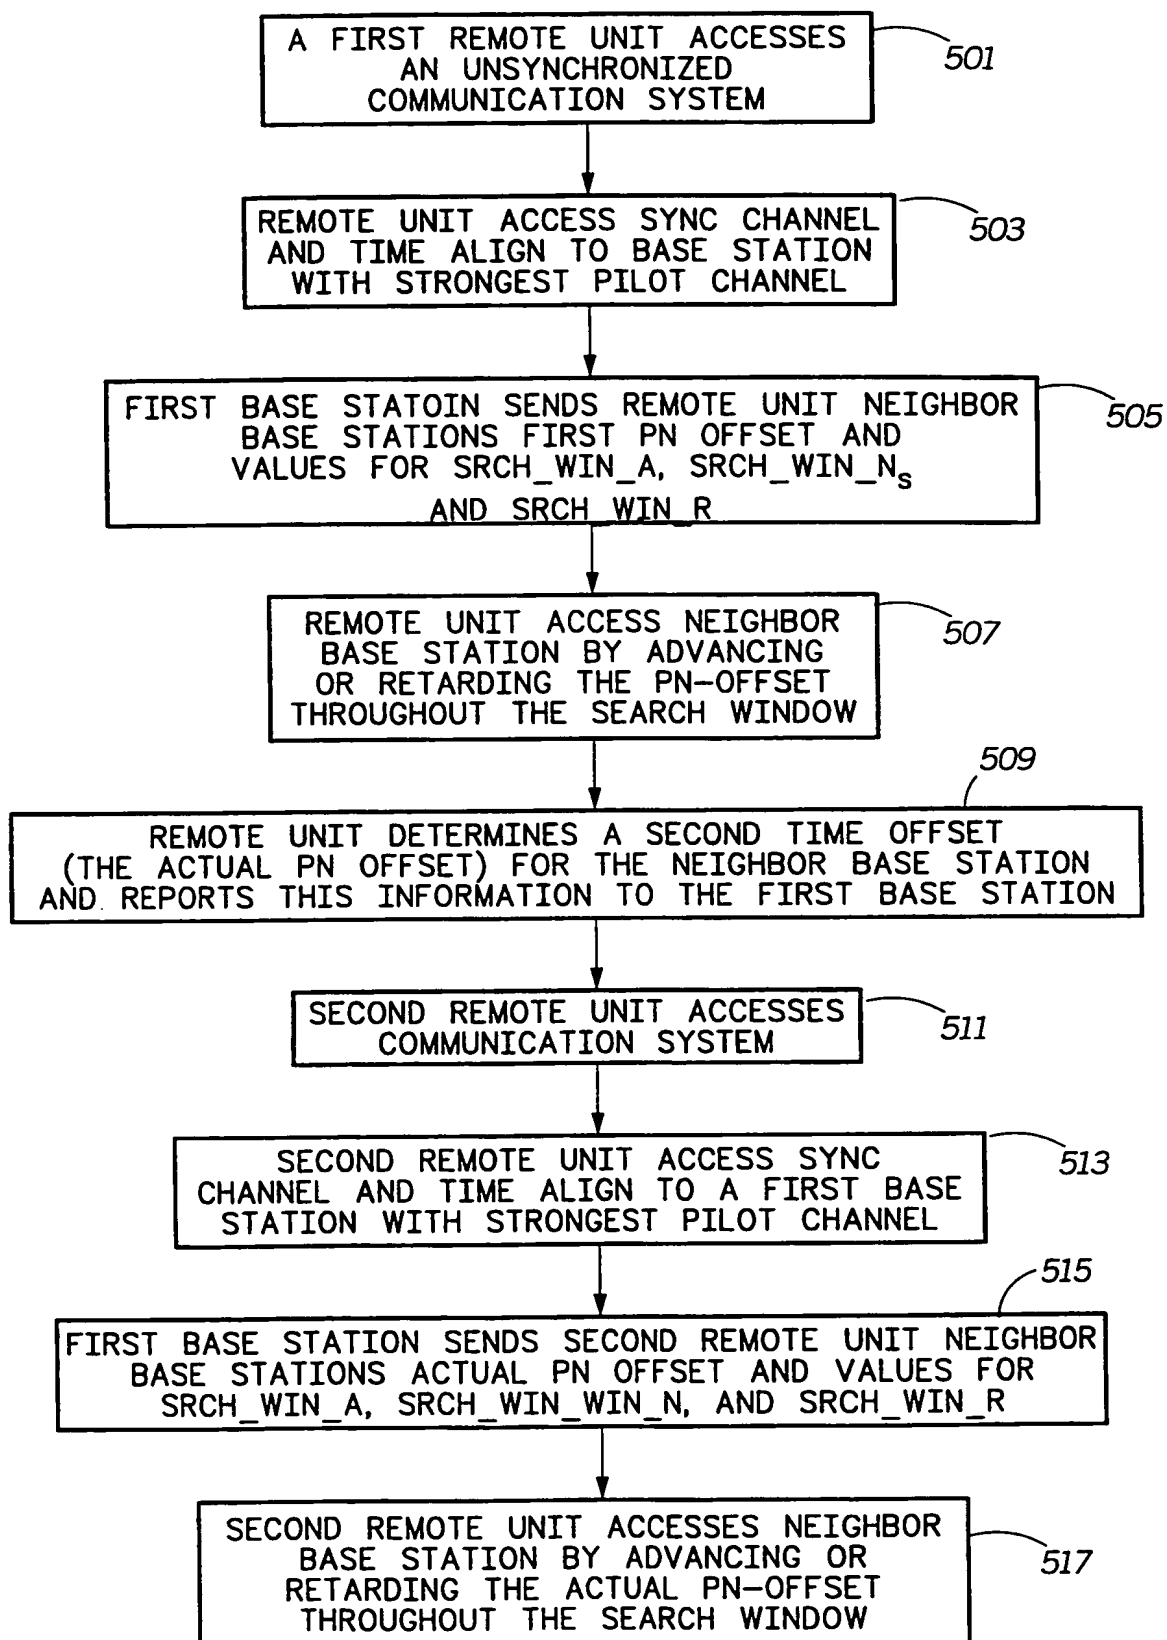 A FIRST REMOTE UNIT ACCESSES
AN UNSYNCHRONIZED
COMMUNICATION SYSTEM
501
REMOTE UNIT ACCESS SYNC CHANNEL
AND TIME ALIGN TO BASE STATION
WITH STRONGEST PILOT CHANNEL
503
FIRST BASE STATOIN SENDS REMOTE UNIT NEIGHBOR
BASE STATIONS FIRST PN OFFSET AND
VALUES FOR SRCH_WIN_A, SRCH_WIN_NS
AND SRCH_WIN_R
505
REMOTE UNIT ACCESS NEIGHBOR
BASE STATION BY ADVANCING
OR RETARDING THE PN-OFFSET
THROUGHOUT THE SEARCH WINDOW
507
509
REMOTE UNIT DETERMINES A SECOND TIME OFFSET
(THE ACTUAL PN OFFSET) FOR THE NEIGHBOR BASE STATION
AND REPORTS THIS INFORMATION TO THE FIRST BASE STATION
SECOND REMOTE UNIT ACCESSES
COMMUNICATION SYSTEM
511
SECOND REMOTE UNIT ACCESS SYNC
CHANNEL AND TIME ALIGN TO A FIRST BASE
STATION WITH STRONGEST PILOT CHANNEL
513
515
FIRST BASE STATION SENDS SECOND REMOTE UNIT NEIGHBOR
BASE STATIONS ACTUAL PN OFFSET AND VALUES FOR
SRCH_WIN_A, SRCH_WIN_WIN_N, AND SRCH_WIN_R
SECOND REMOTE UNIT ACCESSES NEIGHBOR
BASE STATION BY ADVANCING OR
RETARDING THE ACTUAL PN-OFFSET
THROUGHOUT THE SEARCH WINDOW
517